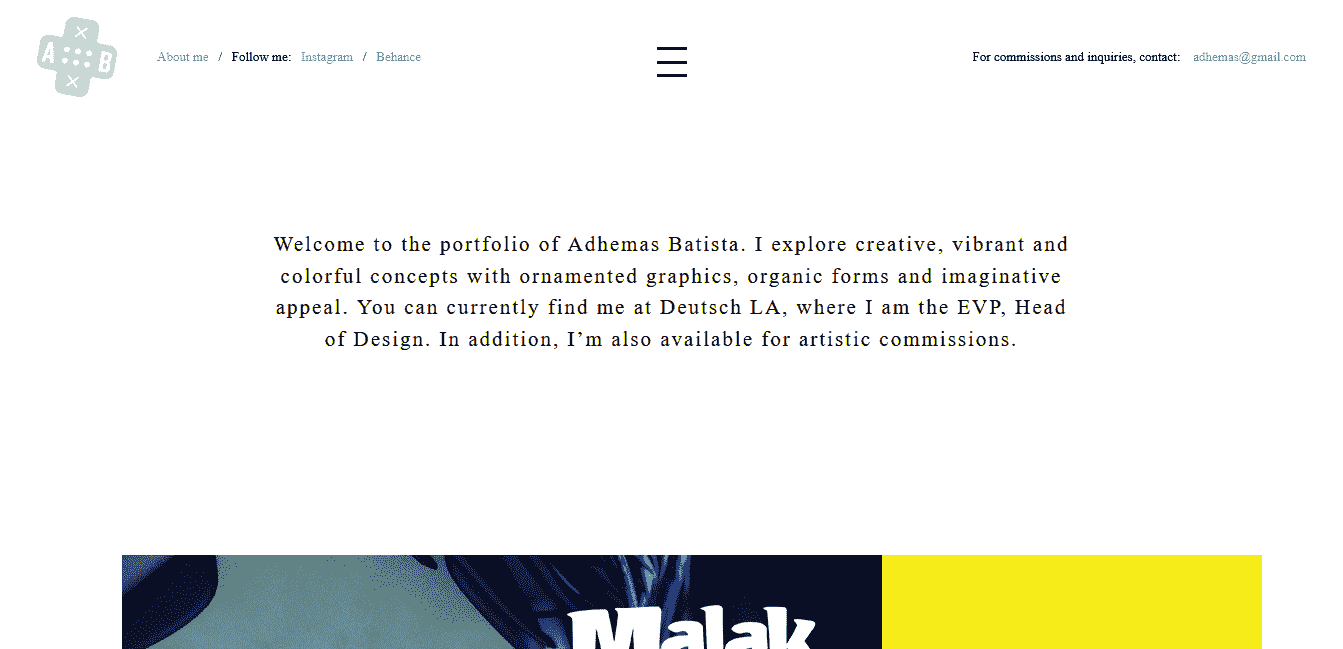 A B
About me / Follow me: Instagram / Behance
For commissions and inquiries, contact: adhemas@gmail.com
Welcome to the portfolio of Adhemas Batista. I explore creative, vibrant and
colorful concepts with ornamented graphics, organic forms and imaginative
appeal. You can currently find me at Deutsch LA, where I am the EVP, Head
of Design. In addition, I’m also available for artistic commissions.
Malak